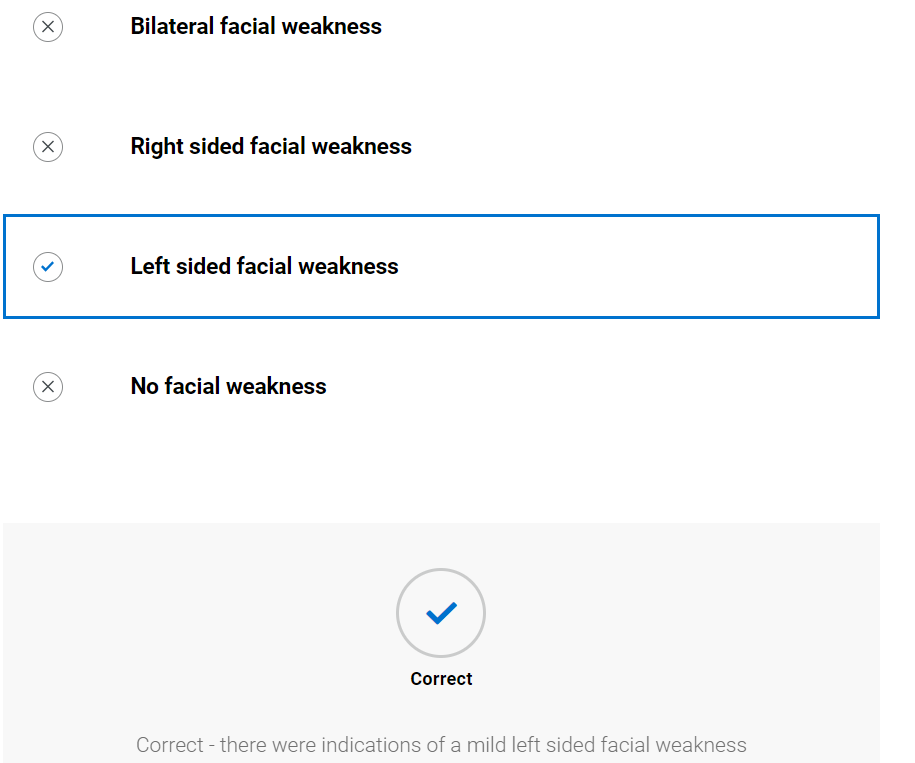 Bilateral facial weakness
Right sided facial weakness
Left sided facial weakness
No facial weakness
Correct
Correct - there were indications of a mild left sided facial weakness